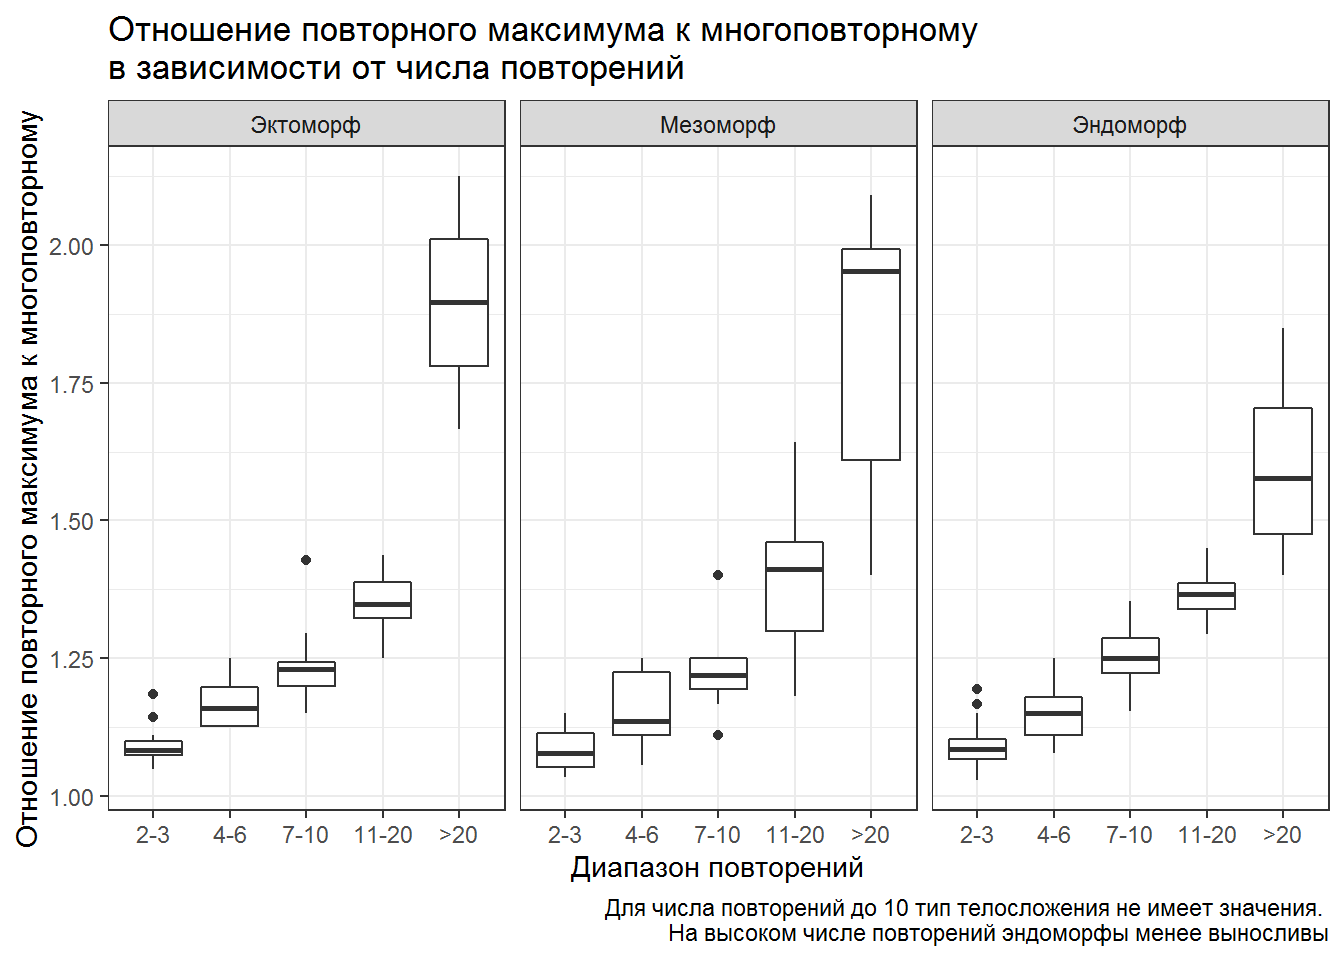 Отношение повторного максимума к многоповторному
в зависимости от числа повторений
Эктоморф
Мезоморф
Эндоморф
Отношение повторного максимума к многоповторному
2.00
1.75
1.50
1.25
1.00
2-3 4-6 7-10 11-20 >20
2-3 4-6 7-10 11-20 >20
2-3 4-6 7-10 11-20 >20
Диапазон повторений
Для числа повторений до 10 тип телосложения не имеет значения.
На высоком числе повторений эндоморфы менее выносливы